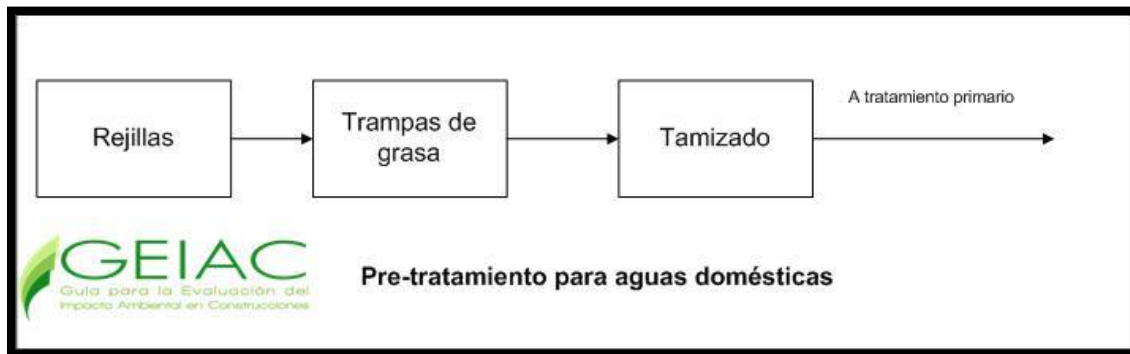 Rejillas
Trampas de
grasa
Tamizado
A tratamiento primario
GEIAC
Guía para la Evaluación del
Impacto Ambiental en Construcciones
Pre-tratamiento para aguas domésticas